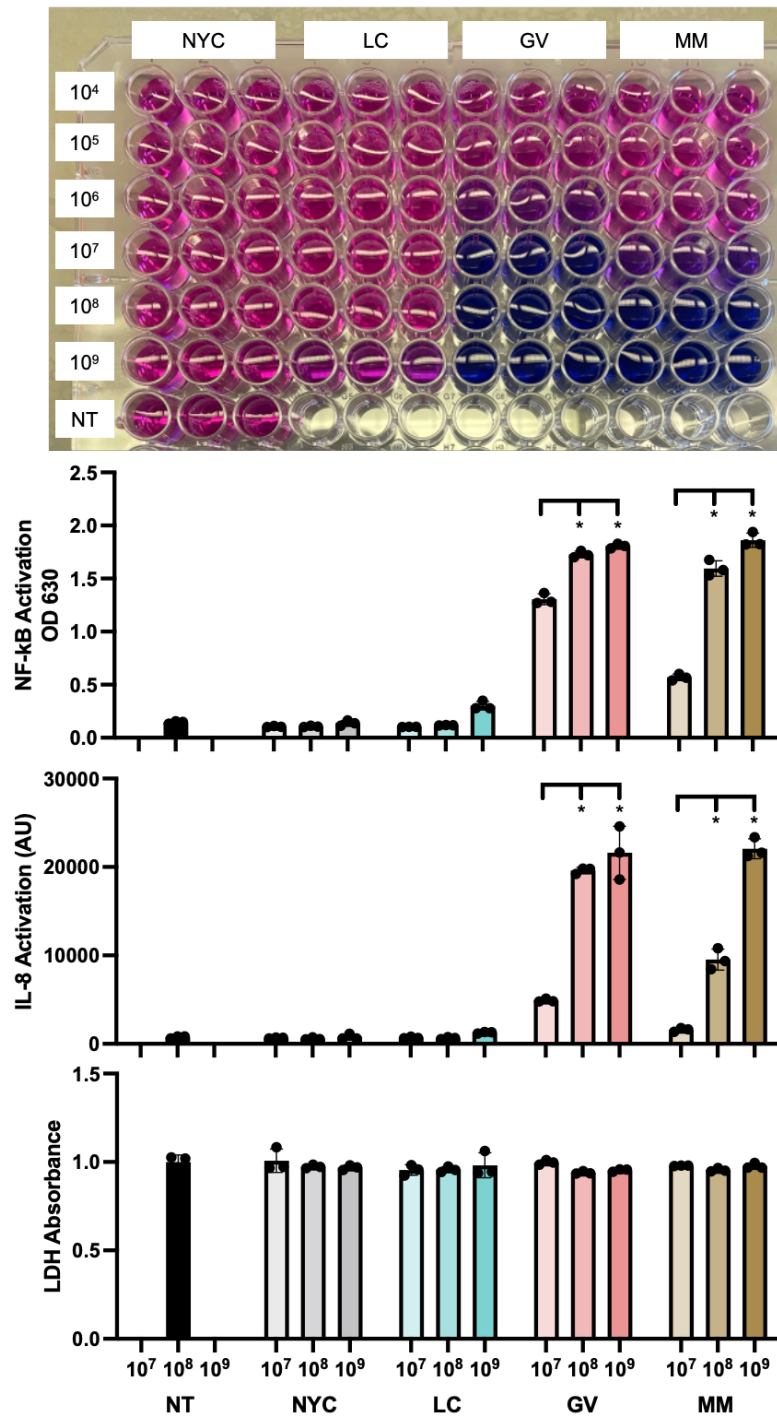 NYC LC GV MM
10⁴
10⁵
10⁶
10⁷
10⁸
10⁹
NT
NF-kB Activation
OD 630
2.5
2.0
1.5
1.0
0.5
0.0
* * * *
IL-8 Activation (AU)
30000
20000
10000
0
* * * *
LDH Absorbance
1.5
1.0
0.5
0.0
10⁷ 10⁸ 10⁹ 10⁷ 10⁸ 10⁹ 10⁷ 10⁸ 10⁹ 10⁷ 10⁸ 10⁹ 10⁷ 10⁸ 10⁹
NT NYC LC GV MM